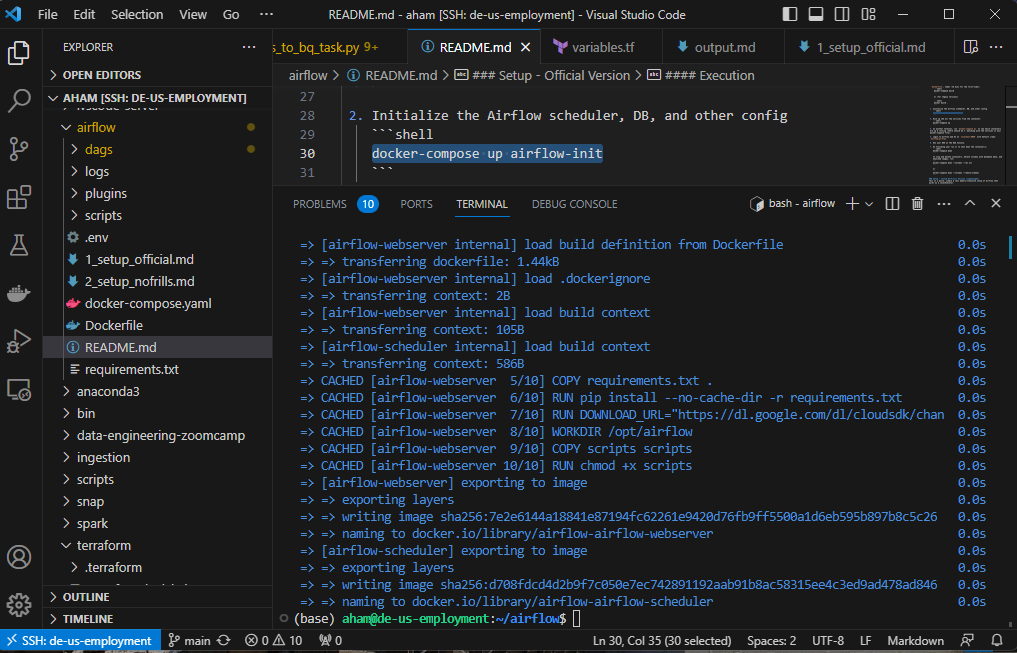 File Edit Selection View Go ··· README.md - aham [SSH: de-us-employment] - Visual Studio Code
EXPLORER ···
s_to_bq_task.py 9+ README.md variables.tf output.md 1_setup_official.md ···
OPEN EDITORS
airflow > README.md > ### Setup - Official Version > #### Execution
AHAM [SSH: DE-US-EMPLOYMENT]
airflow
dags
logs
plugins
scripts
.env
1_setup_official.md
2_setup_nofrills.md
docker-compose.yaml
Dockerfile
README.md
requirements.txt
anaconda3
bin
data-engineering-zoomcamp
ingestion
scripts
snap
spark
terraform
.terraform
OUTLINE
TIMELINE
27
28 2. Initialize the Airflow scheduler, DB, and other config
29 ```shell
30 docker-compose up airflow-init
31 ```
PROBLEMS 10 PORTS TERMINAL DEBUG CONSOLE bash - airflow ···
=> [airflow-webserver internal] load build definition from Dockerfile 0.0s
=> => transferring dockerfile: 1.44kB 0.0s
=> [airflow-webserver internal] load .dockerignore 0.0s
=> => transferring context: 2B 0.0s
=> [airflow-webserver internal] load build context 0.0s
=> => transferring context: 105B 0.0s
=> [airflow-scheduler internal] load build context 0.0s
=> => transferring context: 586B 0.0s
=> CACHED [airflow-webserver 5/10] COPY requirements.txt . 0.0s
=> CACHED [airflow-webserver 6/10] RUN pip install --no-cache-dir -r requirements.txt 0.0s
=> CACHED [airflow-webserver 7/10] RUN DOWNLOAD_URL="https://dl.google.com/dl/cloudsdk/chan 0.0s
=> CACHED [airflow-webserver 8/10] WORKDIR /opt/airflow 0.0s
=> CACHED [airflow-webserver 9/10] COPY scripts scripts 0.0s
=> CACHED [airflow-webserver 10/10] RUN chmod +x scripts 0.0s
=> [airflow-webserver] exporting to image 0.0s
=> => exporting layers 0.0s
=> => writing image sha256:7e2e6144a18841e87194fc62261e9420d76fb9ff5500a1d6eb595b897b8c5c26 0.0s
=> => naming to docker.io/library/airflow-airflow-webserver 0.0s
=> [airflow-scheduler] exporting to image 0.0s
=> => exporting layers 0.0s
=> => writing image sha256:d708fdcd4d2b9f7c050e7ec742891192aab91b8ac58315ee4c3ed9ad478ad846 0.0s
=> => naming to docker.io/library/airflow-airflow-scheduler 0.0s
(base) aham@de-us-employment:~/airflow$
SSH: de-us-employment main 0 10 0 Ln 30, Col 35 (30 selected) Spaces: 2 UTF-8 LF Markdown